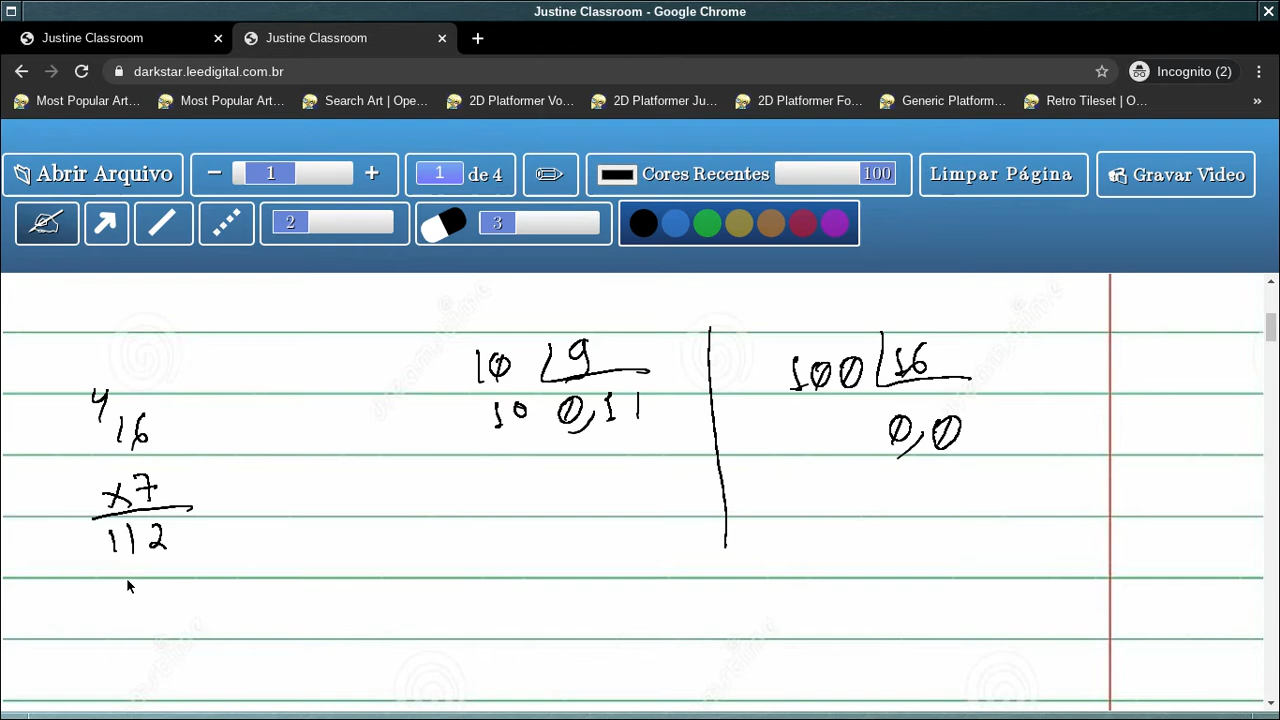 Justine Classroom - Google Chrome
Justine Classroom
Justine Classroom
darkstar.leedigital.com.br
Incognito (2)
Most Popular Art...
Most Popular Art...
Search Art | Ope...
2D Platformer Vo...
2D Platformer Ju...
2D Platformer Fo...
Generic Platform...
Retro Tileset | O...
Abrir Arquivo
− 1 +
1 de 4
Cores Recentes 100
Limpar Página
Gravar Video
2
3
10 9
10 0,11
100 16
0,0
4
16
x7
112